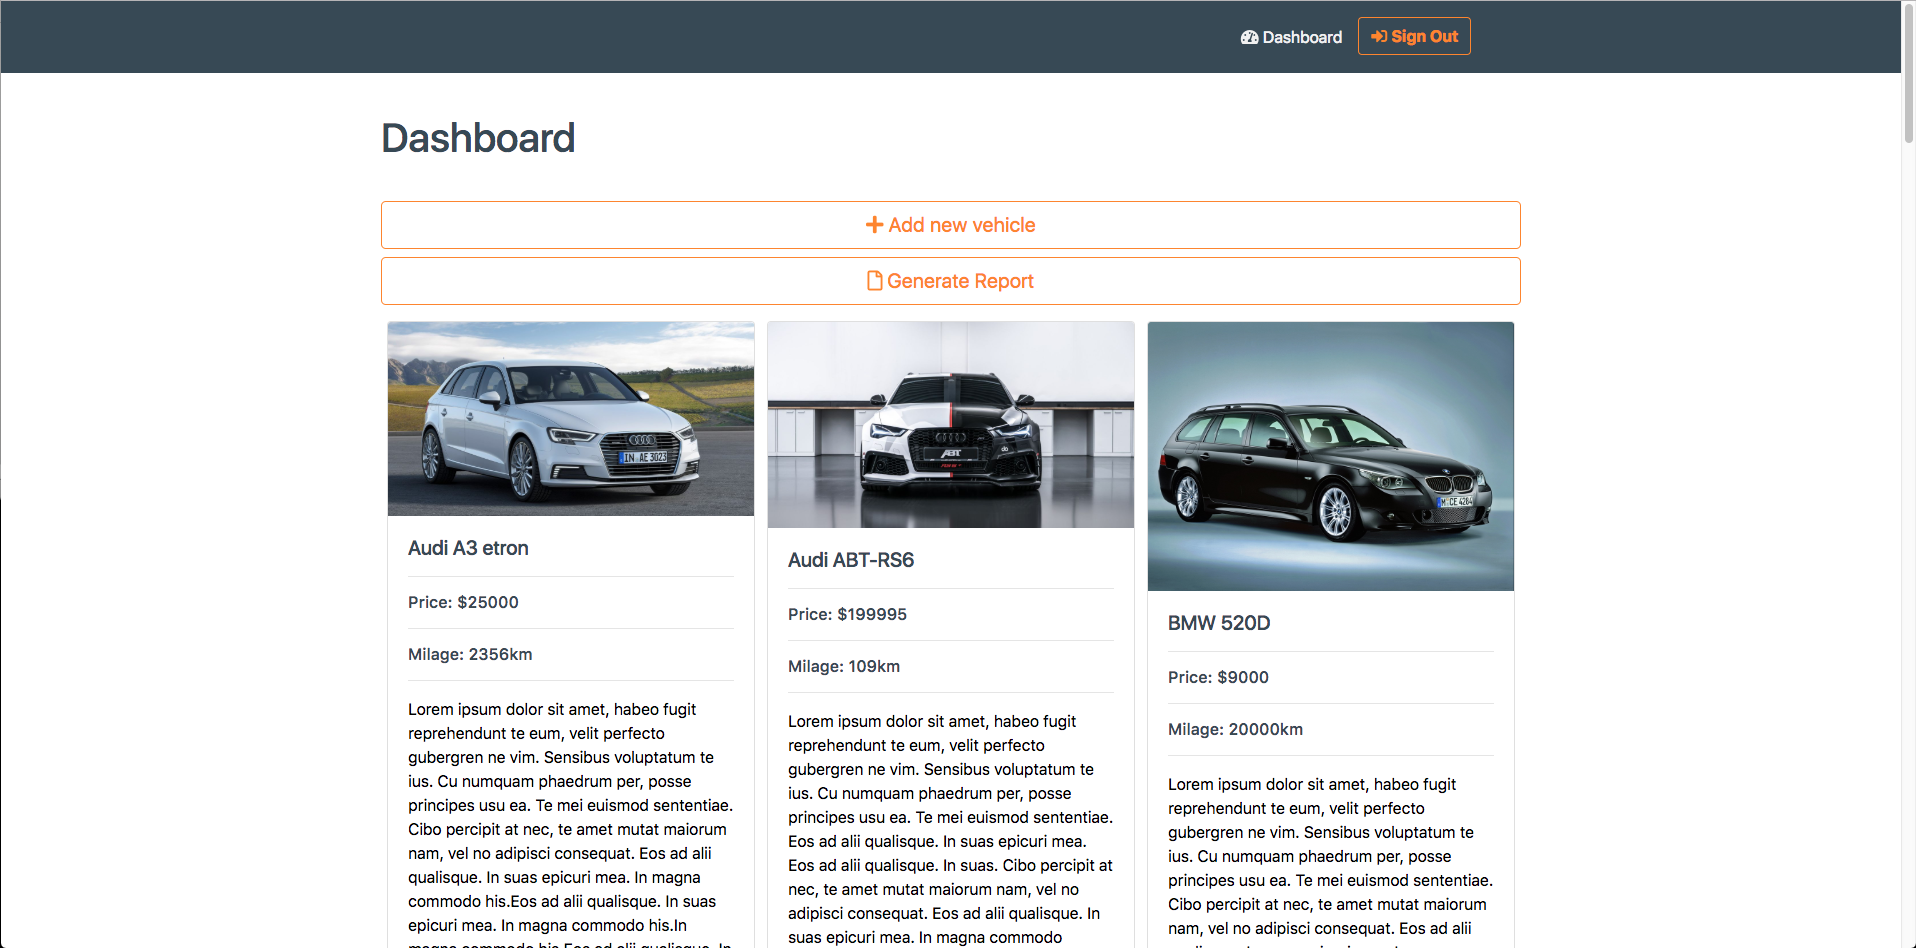 Dashboard
Sign Out
Dashboard
Add new vehicle
Generate Report
IN AE 3023
ABT
M CE 4264
Audi A3 etron
Price: $25000
Milage: 2356km
Lorem ipsum dolor sit amet, habeo fugit
reprehendunt te eum, velit perfecto
gubergren ne vim. Sensibus voluptatum te
ius. Cu numquam phaedrum per, posse
principes usu ea. Te mei euismod sententiae.
Cibo percipit at nec, te amet mutat maiorum
nam, vel no adipisci consequat. Eos ad alii
qualisque. In suas epicuri mea. In magna
commodo his.Eos ad alii qualisque. In suas
epicuri mea. In magna commodo his.In
Audi ABT-RS6
Price: $199995
Milage: 109km
Lorem ipsum dolor sit amet, habeo fugit
reprehendunt te eum, velit perfecto
gubergren ne vim. Sensibus voluptatum te
ius. Cu numquam phaedrum per, posse
principes usu ea. Te mei euismod sententiae.
Eos ad alii qualisque. In suas epicuri mea.
Eos ad alii qualisque. In suas. Cibo percipit at
nec, te amet mutat maiorum nam, vel no
adipisci consequat. Eos ad alii qualisque. In
suas epicuri mea. In magna commodo
BMW 520D
Price: $9000
Milage: 20000km
Lorem ipsum dolor sit amet, habeo fugit
reprehendunt te eum, velit perfecto
gubergren ne vim. Sensibus voluptatum te
ius. Cu numquam phaedrum per, posse
principes usu ea. Te mei euismod sententiae.
Cibo percipit at nec, te amet mutat maiorum
nam, vel no adipisci consequat. Eos ad alii